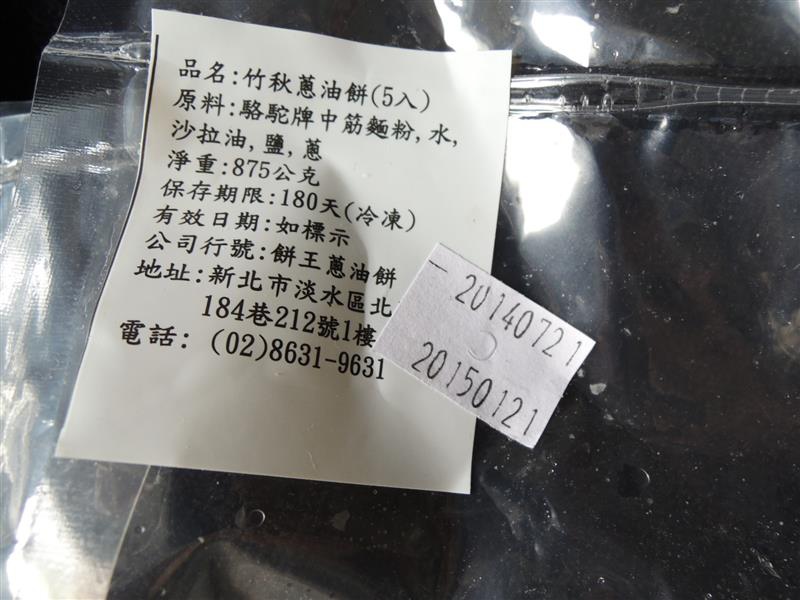 品名:竹秋蔥油餅(5入)
原料:駱駝牌中筋麵粉,水,
沙拉油,鹽,蔥
淨重:875公克
保存期限:180天(冷凍)
有效日期:如標示
公司行號:餅王蔥油餅
地址:新北市淡水區北
184巷212號1樓
電話: (02)8631-9631
20140721
20150121